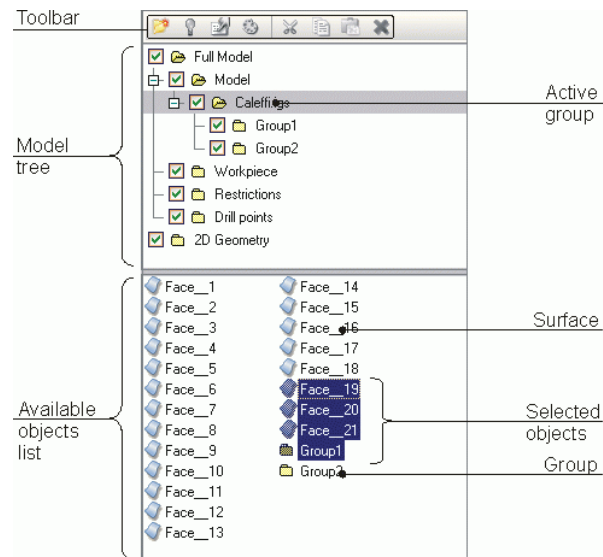 Toolbar
Full Model
Model
Caleffi.igs
Active
group
Group1
Group2
Model
tree
Workpiece
Restrictions
Drill points
2D Geometry
Face__1
Face__2
Face__3
Face__4
Face__5
Face__6
Face__7
Face__8
Face__9
Face__10
Face__11
Face__12
Face__13
Face__14
Face__15
Face__16
Face__17
Face__18
Face__19
Face__20
Face__21
Group1
Group2
Surface
Available
objects
list
Selected
objects
Group